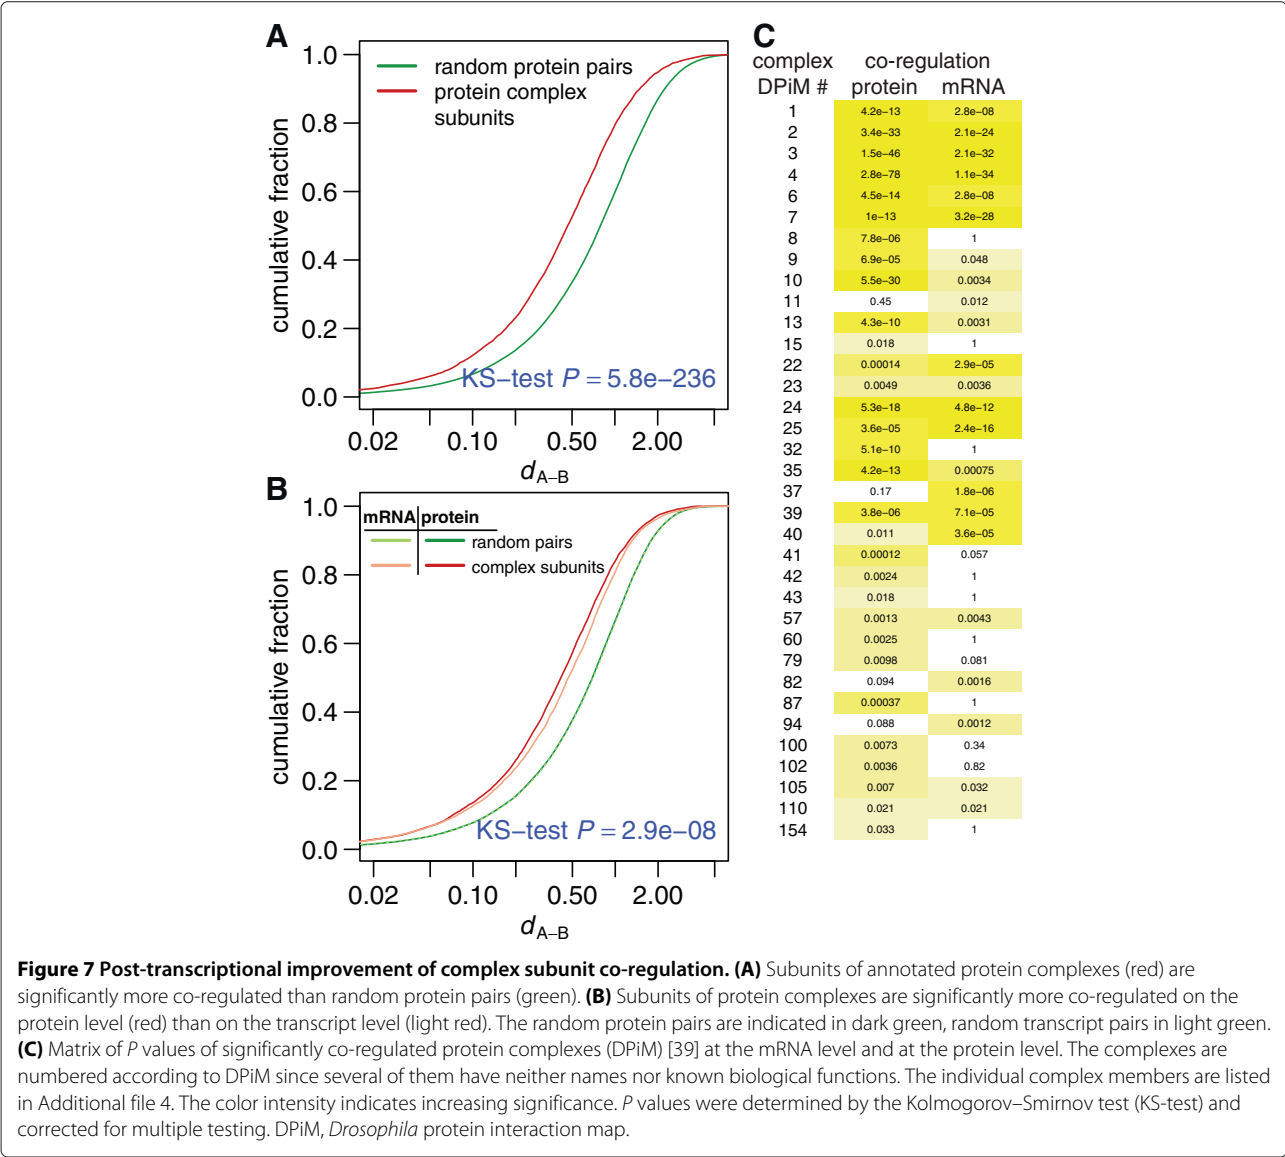 A
1.0
0.8
0.6
0.4
0.2
0.0
cumulative fraction
random protein pairs
protein complex
subunits
KS−test P = 5.8e−236
0.02 0.10 0.50 2.00
dA−B
B
1.0
0.8
0.6
0.4
0.2
0.0
cumulative fraction
mRNA protein
random pairs
complex subunits
KS−test P = 2.9e−08
0.02 0.10 0.50 2.00
dA−B
C
complex co-regulation
DPiM # protein mRNA
1 4.2e−13 2.8e−08
2 3.4e−33 2.1e−24
3 1.5e−46 2.1e−32
4 2.8e−78 1.1e−34
6 4.5e−14 2.8e−08
7 1e−13 3.2e−28
8 7.8e−06 1
9 6.9e−05 0.048
10 5.5e−30 0.0034
11 0.45 0.012
13 4.3e−10 0.0031
15 0.018 1
22 0.00014 2.9e−05
23 0.0049 0.0036
24 5.3e−18 4.8e−12
25 3.6e−05 2.4e−16
32 5.1e−10 1
35 4.2e−13 0.00075
37 0.17 1.8e−06
39 3.8e−06 7.1e−05
40 0.011 3.6e−05
41 0.00012 0.057
42 0.0024 1
43 0.018 1
57 0.0013 0.0043
60 0.0025 1
79 0.0098 0.081
82 0.094 0.0016
87 0.00037 1
94 0.088 0.0012
100 0.0073 0.34
102 0.0036 0.82
105 0.007 0.032
110 0.021 0.021
154 0.033 1
Figure 7 Post-transcriptional improvement of complex subunit co-regulation. (A) Subunits of annotated protein complexes (red) are
significantly more co-regulated than random protein pairs (green). (B) Subunits of protein complexes are significantly more co-regulated on the
protein level (red) than on the transcript level (light red). The random protein pairs are indicated in dark green, random transcript pairs in light green.
(C) Matrix of P values of significantly co-regulated protein complexes (DPiM) [39] at the mRNA level and at the protein level. The complexes are
numbered according to DPiM since several of them have neither names nor known biological functions. The individual complex members are listed
in Additional file 4. The color intensity indicates increasing significance. P values were determined by the Kolmogorov–Smirnov test (KS-test) and
corrected for multiple testing. DPiM, Drosophila protein interaction map.